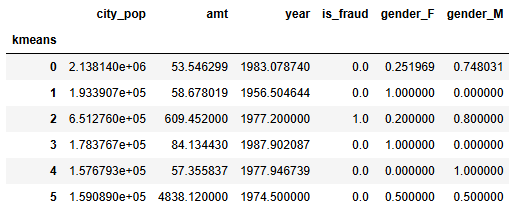 city_pop amt year is_fraud gender_F gender_M
kmeans
0 2.138140e+06 53.546299 1983.078740 0.0 0.251969 0.748031
1 1.933907e+05 58.678019 1956.504644 0.0 1.000000 0.000000
2 6.512760e+05 609.452000 1977.200000 1.0 0.200000 0.800000
3 1.783767e+05 84.134430 1987.902087 0.0 1.000000 0.000000
4 1.576793e+05 57.355837 1977.946739 0.0 0.000000 1.000000
5 1.590890e+05 4838.120000 1974.500000 0.0 0.500000 0.500000